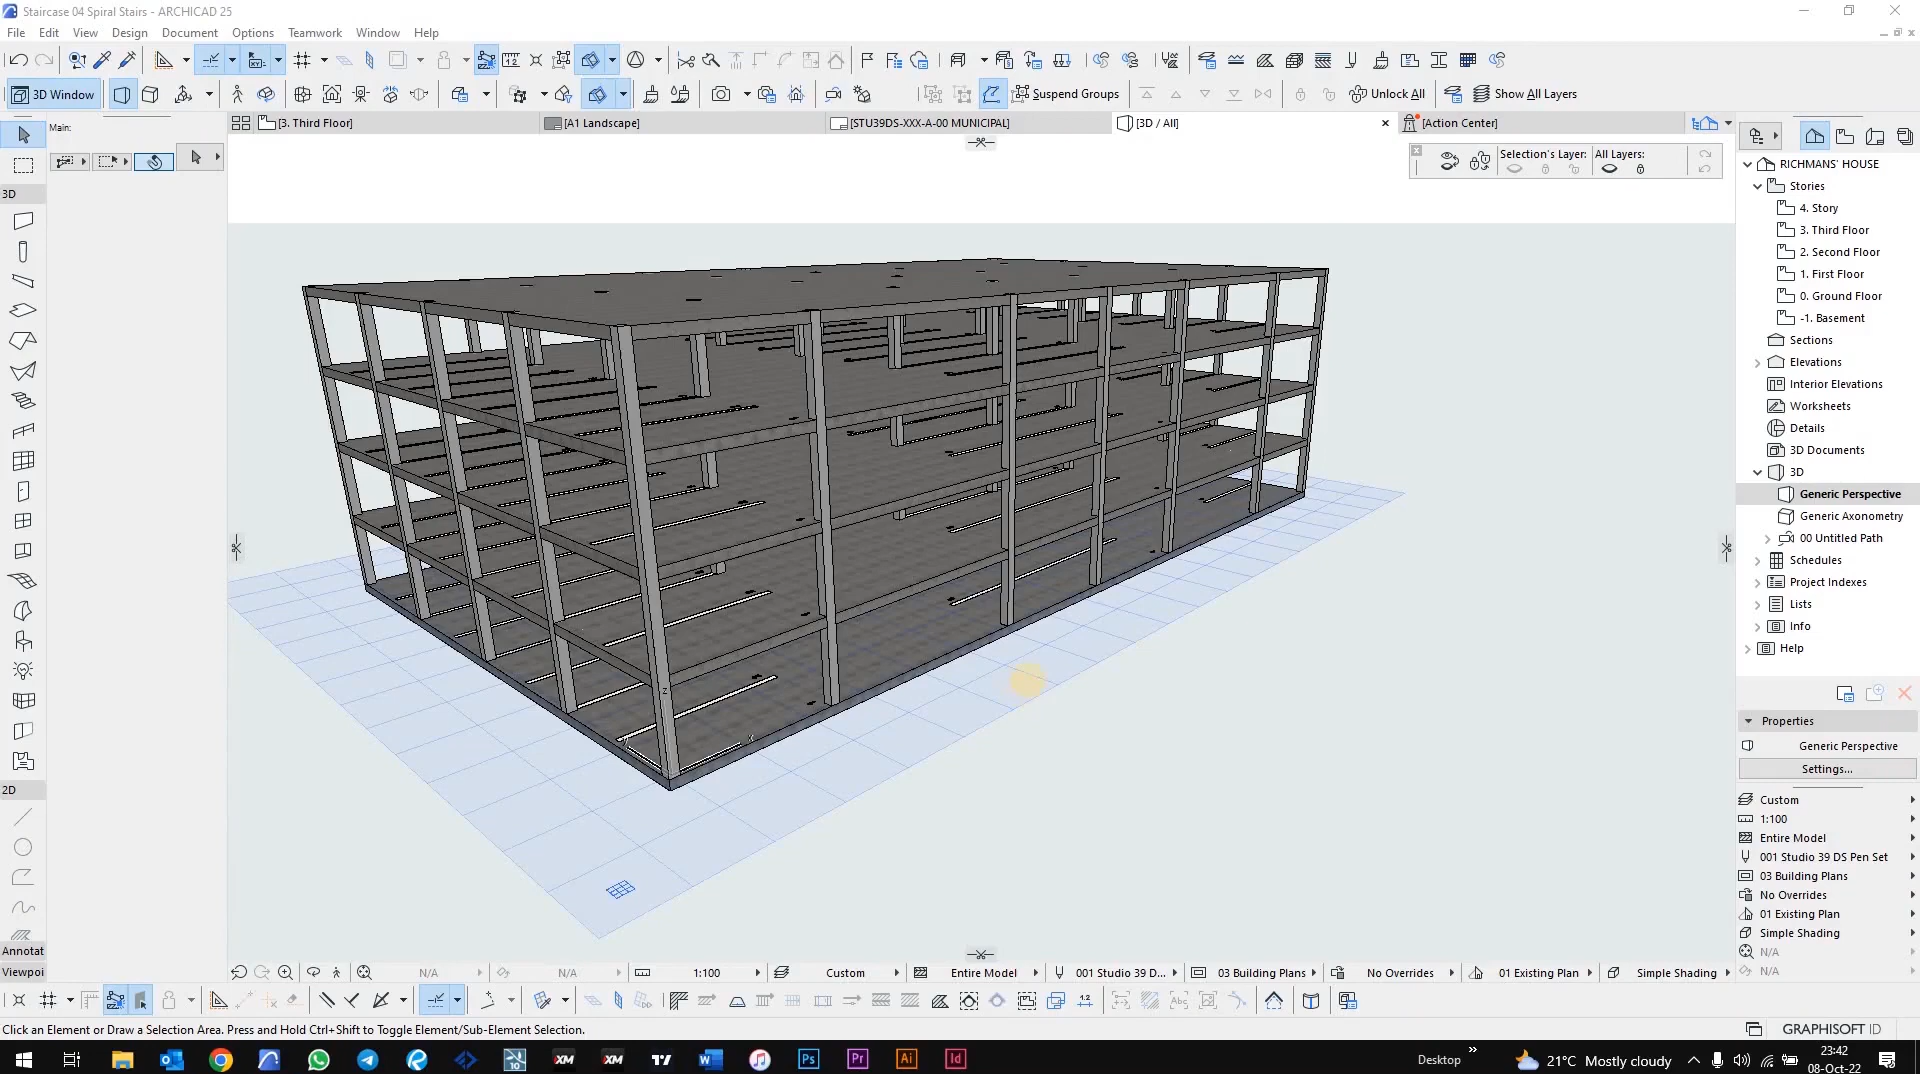 Staircase 04 Spiral Stairs - ARCHICAD 25
File Edit View Design Document Options Teamwork Window Help
3D Window
Suspend Groups
Unlock All
Show All Layers
[3. Third Floor]
[A1 Landscape]
[STU39DS-XXX-A-00 MUNICIPAL]
[3D / All]
[Action Center]
Main:
Selection's Layer: All Layers:
3D
2D
Annotat
Viewpoi
Z
X
RICHMANS' HOUSE
Stories
4. Story
3. Third Floor
2. Second Floor
1. First Floor
0. Ground Floor
-1. Basement
Sections
Elevations
Interior Elevations
Worksheets
Details
3D Documents
3D
Generic Perspective
Generic Axonometry
00 Untitled Path
Schedules
Project Indexes
Lists
Info
Help
Properties
Generic Perspective
Settings...
Custom
1:100
Entire Model
001 Studio 39 DS Pen Set
03 Building Plans
No Overrides
01 Existing Plan
Simple Shading
N/A
N/A
N/A N/A 1:100 Custom Entire Model 001 Studio 39 D... 03 Building Plans No Overrides 01 Existing Plan Simple Shading
Click an Element or Draw a Selection Area. Press and Hold Ctrl+Shift to Toggle Element/Sub-Element Selection.
GRAPHISOFT ID
10 XM XM Ps Pr Ai Id
Desktop
21°C Mostly cloudy
23:42
08-Oct-22